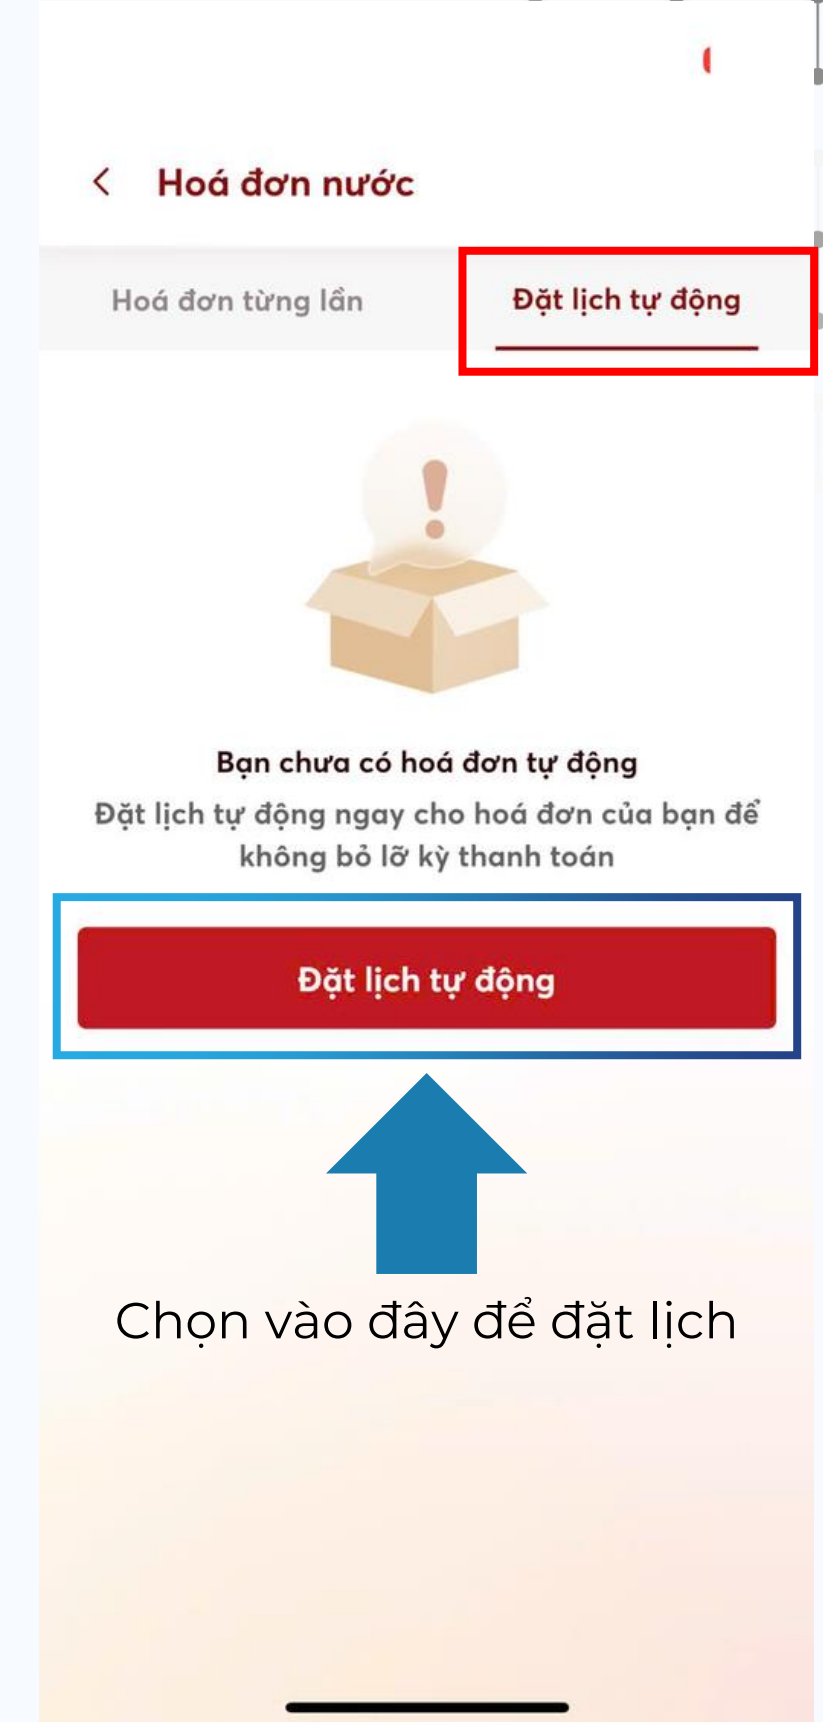 Hoá đơn nước
Hoá đơn từng lần
Đặt lịch tự động
Bạn chưa có hoá đơn tự động
Đặt lịch tự động ngay cho hoá đơn của bạn để
không bỏ lỡ kỳ thanh toán
Đặt lịch tự động
Chọn vào đây để đặt lịch